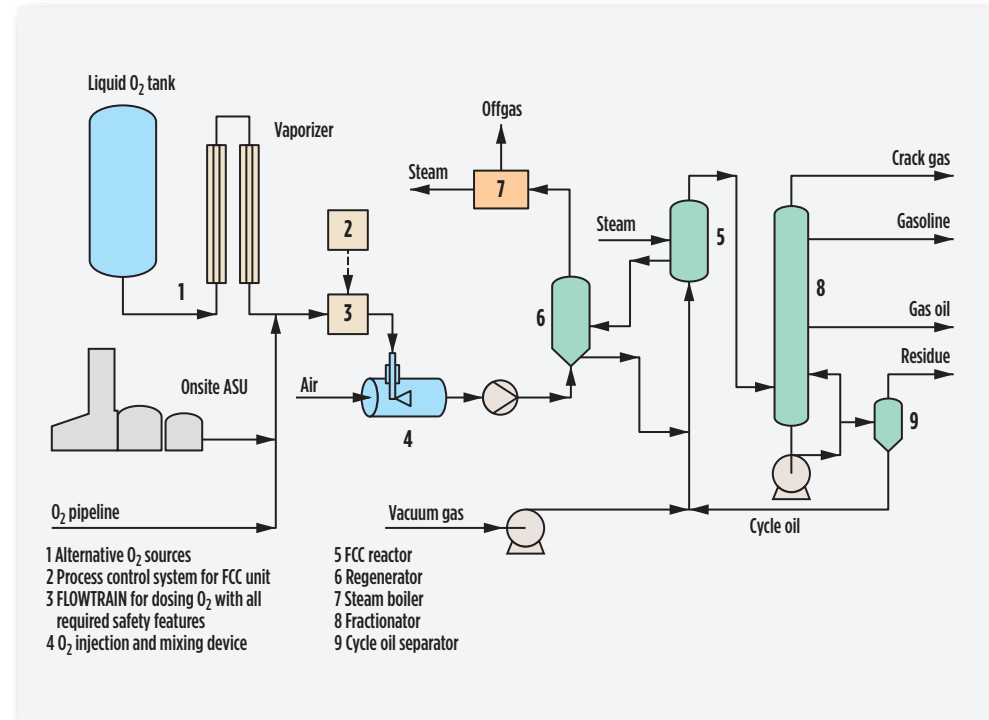 Liquid O₂ tank
Vaporizer
Offgas
Steam
7
Crack gas
2
Steam
5
Gasoline
1
3
6
8
Gas oil
Onsite ASU
Air
4
Residue
9
O₂ pipeline
Vacuum gas
Cycle oil
1 Alternative O₂ sources
2 Process control system for FCC unit
3 FLOWTRAIN for dosing O₂ with all
required safety features
4 O₂ injection and mixing device
5 FCC reactor
6 Regenerator
7 Steam boiler
8 Fractionator
9 Cycle oil separator